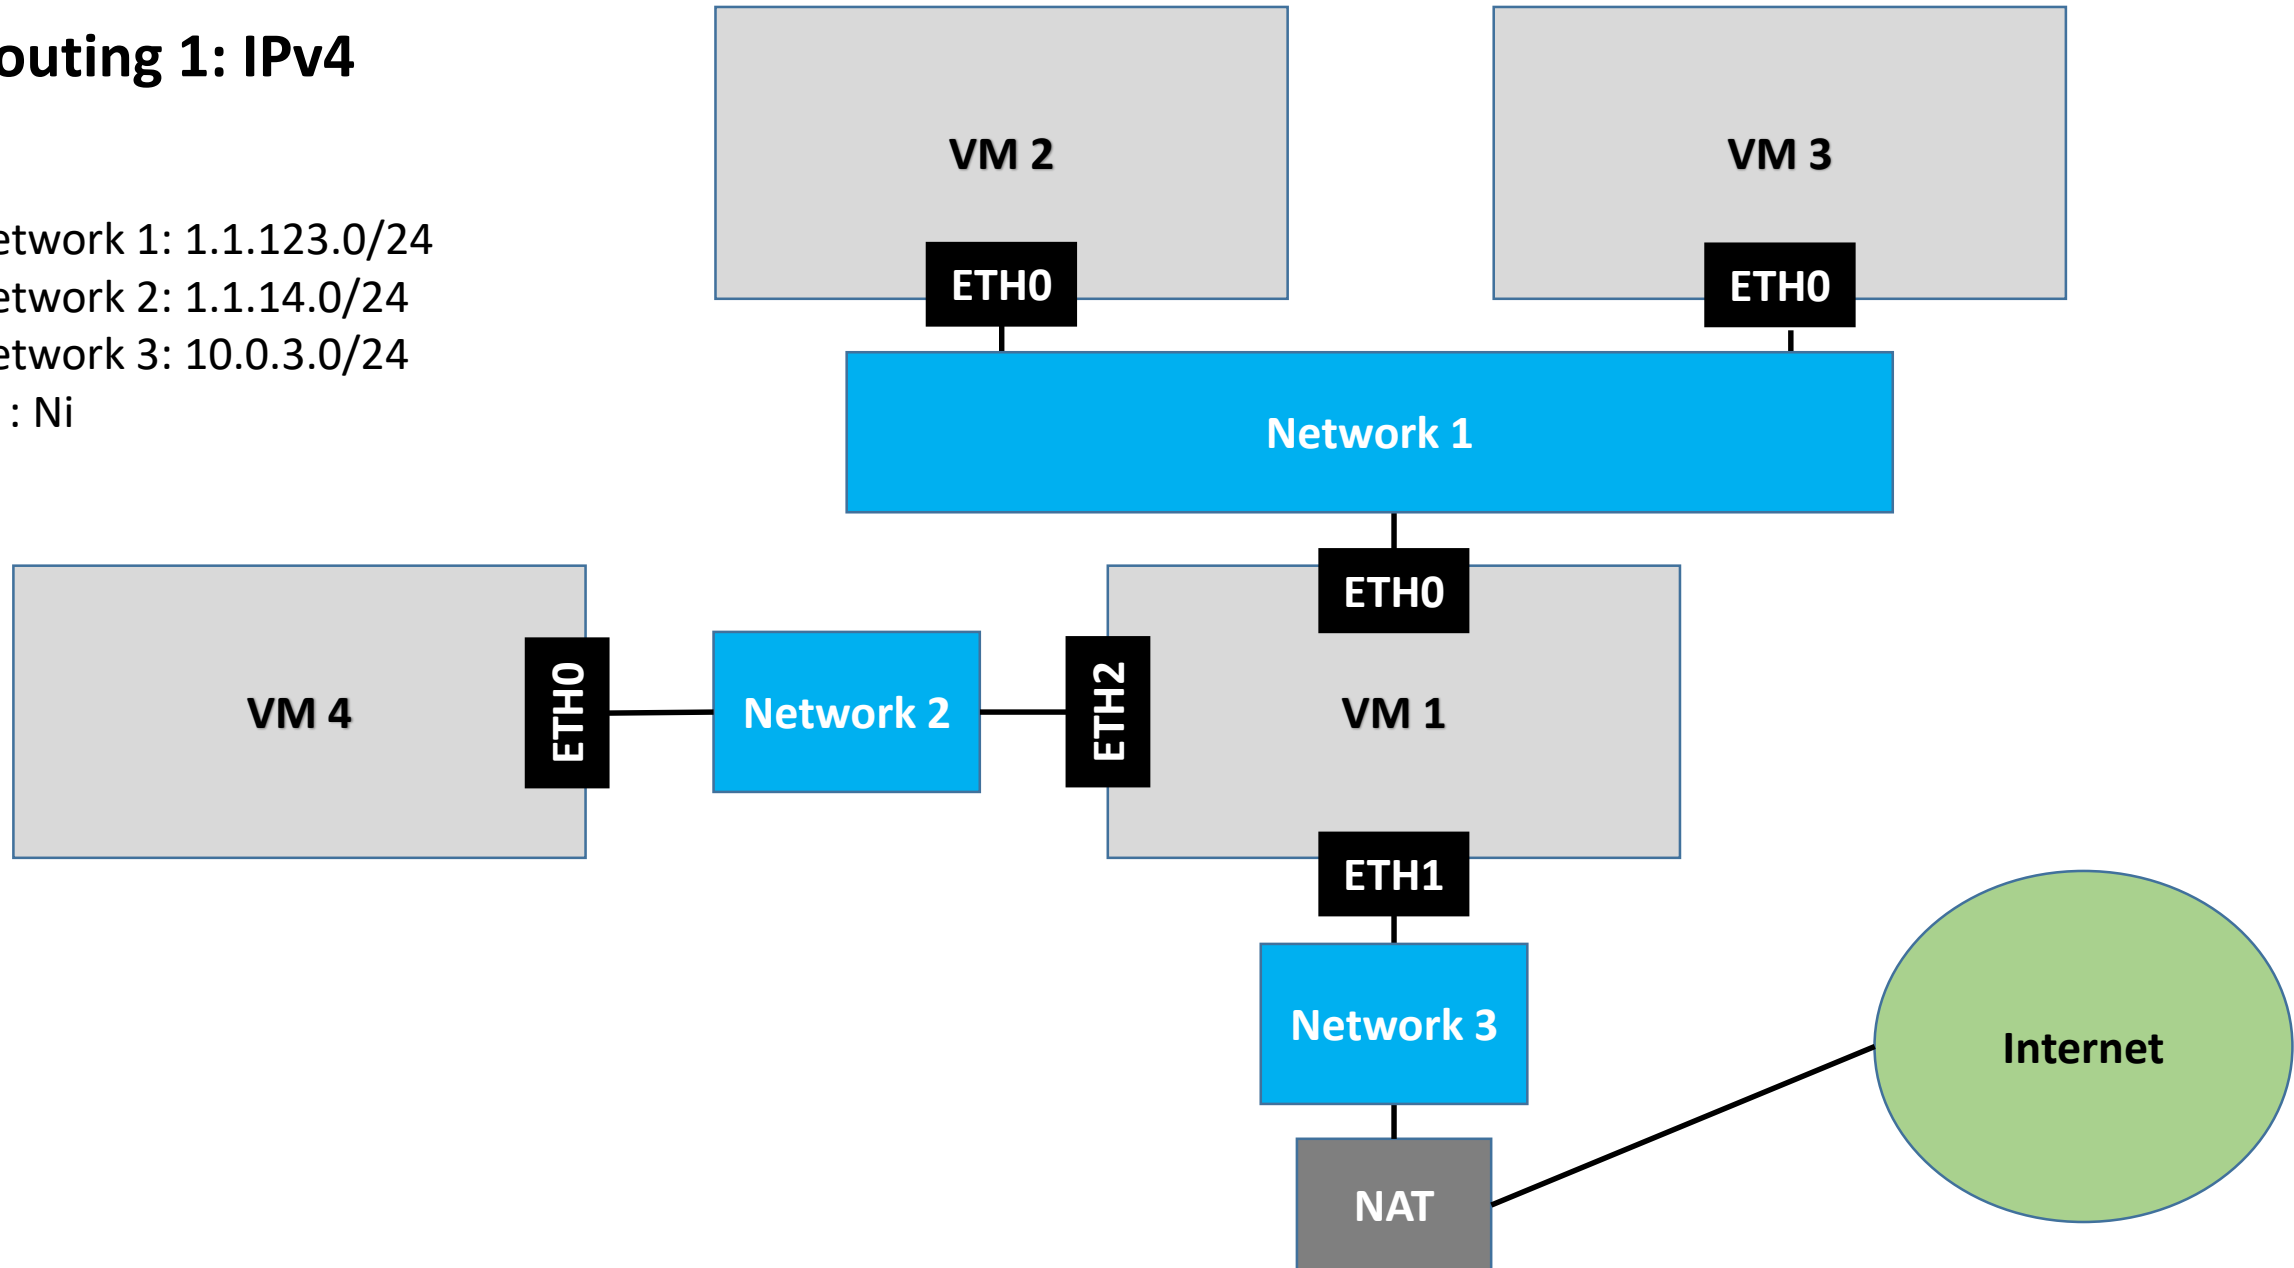 outing 1: IPv4
VM 2
VM 3
etwork 1: 1.1.123.0/24
etwork 2: 1.1.14.0/24
etwork 3: 10.0.3.0/24
: Ni
ETH0
ETH0
Network 1
ETH0
VM 4
ETH0
Network 2
ETH2
VM 1
ETH1
Network 3
Internet
NAT